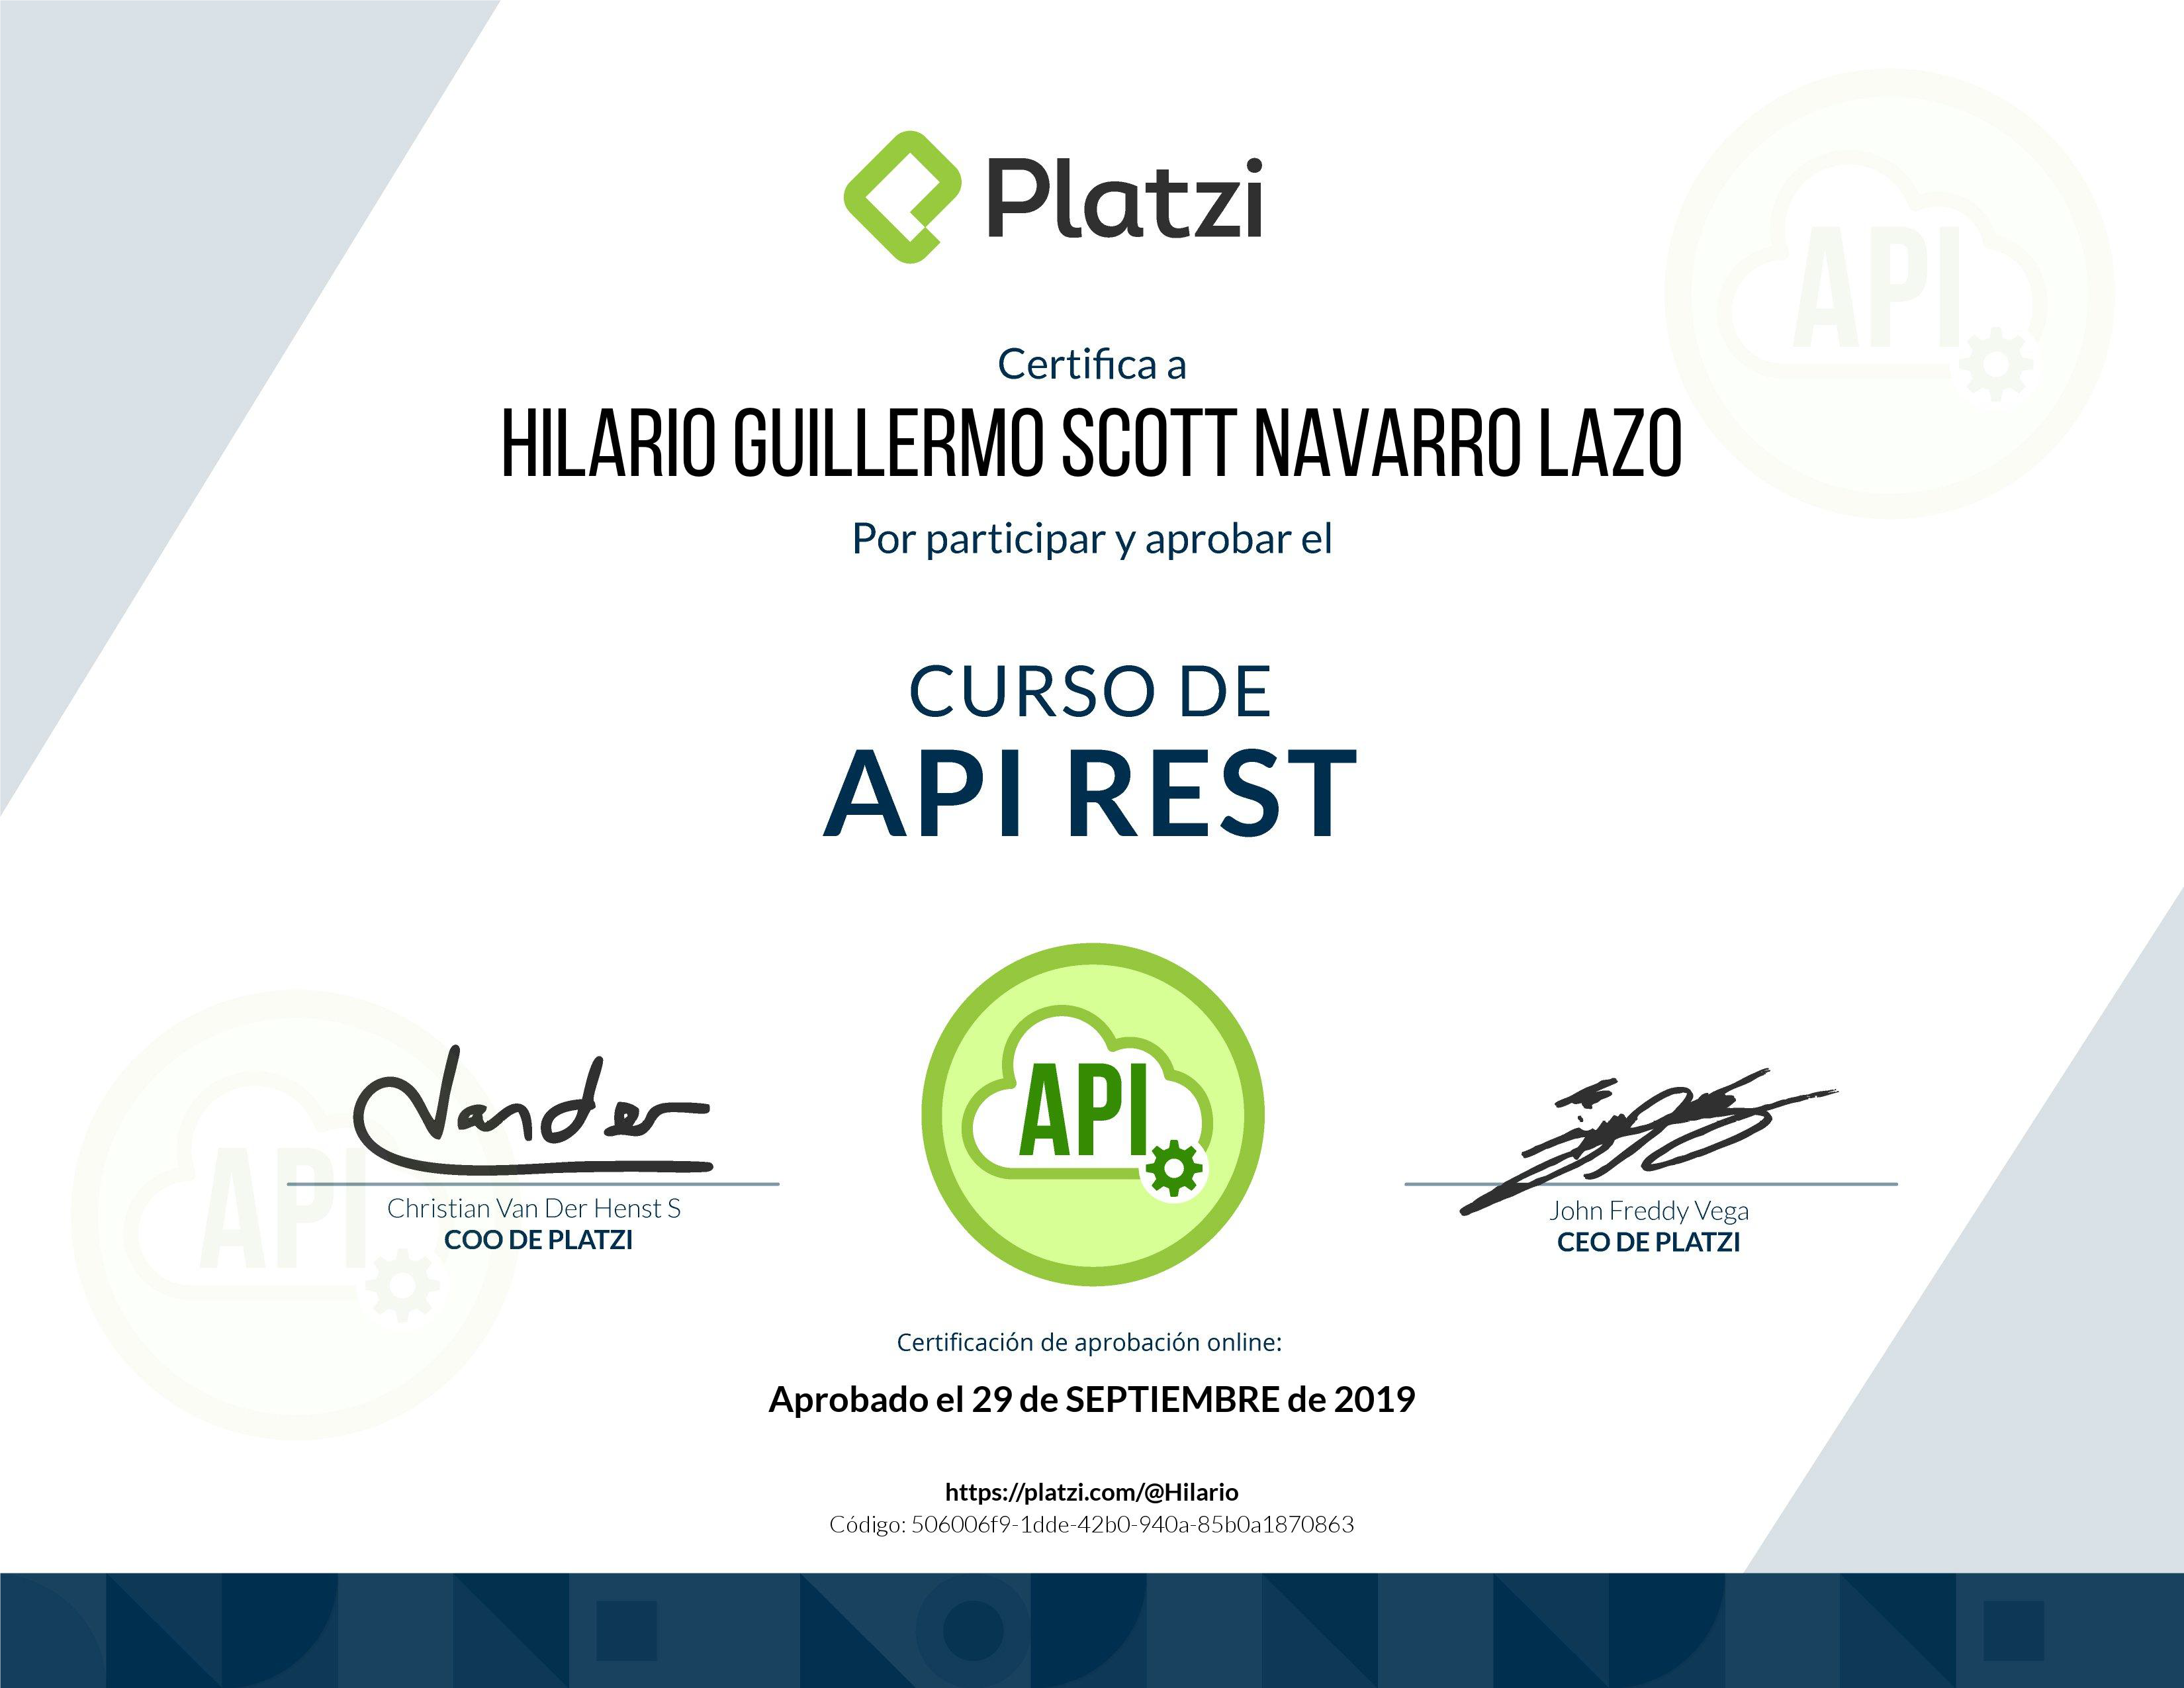 Platzi
API
Certifica a
HILARIO GUILLERMO SCOTT NAVARRO LAZO
Por participar y aprobar el
CURSO DE
API REST
API
Vander
API
Christian Van Der Henst S
COO DE PLATZI
John Freddy Vega
CEO DE PLATZI
Certificación de aprobación online:
Aprobado el 29 de SEPTIEMBRE de 2019
https://platzi.com/@Hilario
Código: 506006f9-1dde-42b0-940a-85b0a1870863